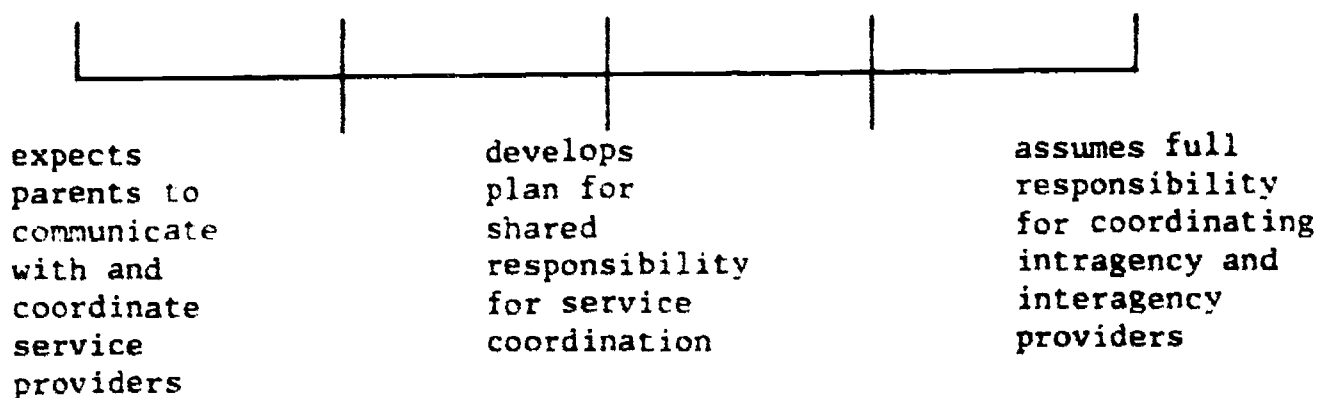 expects
parents to
communicate
with and
coordinate
service
providers
develops
plan for
shared
responsibility
for service
coordination
assumes full
responsibility
for coordinating
intragency and
interagency
providers